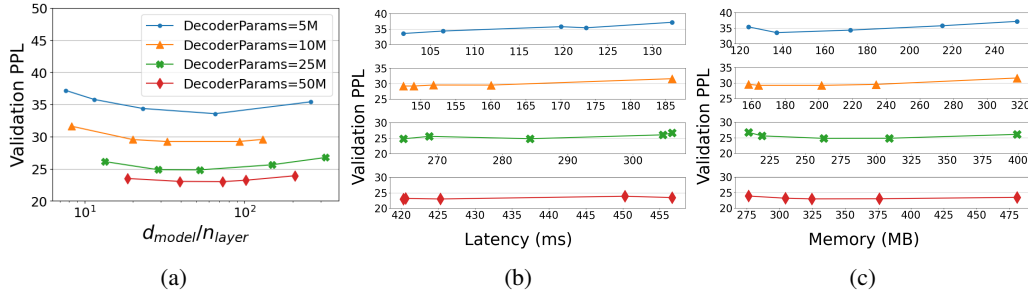 50
45
40
35
30
25
20
Validation PPL
DecoderParams=5M
DecoderParams=10M
DecoderParams=25M
DecoderParams=50M
10^1 10^2
d_model/n_layer
(a)
Validation PPL
40
35
30
105 110 115 120 125 130
35
30
25
150 155 160 165 170 175 180 185
30
25
20
270 280 290 300
30
25
20
420 425 430 435 440 445 450 455
Latency (ms)
(b)
Validation PPL
40
35
30
120 140 160 180 200 220 240
35
30
25
160 180 200 220 240 260 280 300 320
30
25
20
225 250 275 300 325 350 375 400
30
25
20
275 300 325 350 375 400 425 450 475
Memory (MB)
(c)